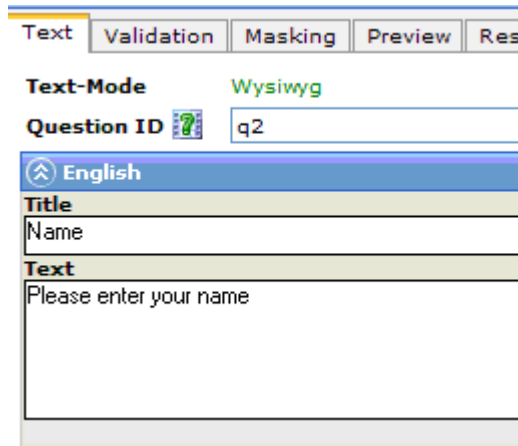 Text Validation Masking Preview Res
Text-Mode Wysiwyg
Question ID ? q2
English
Title
Name
Text
Please enter your name